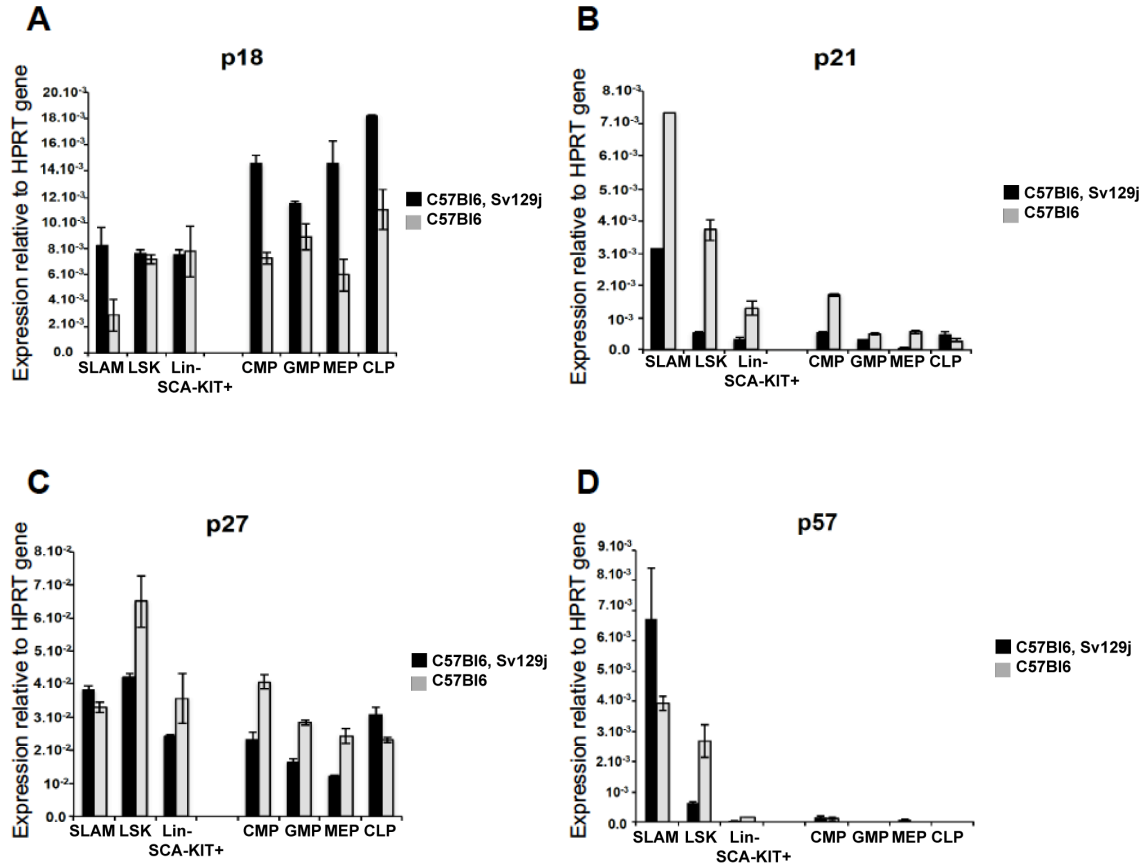 A
p18
Expression relative to HPRT gene
20.10-3
18.10-3
16.10-3
14.10-3
12.10-3
10.10-3
8.10-3
6.10-3
4.10-3
2.10-3
0.0
SLAM LSK Lin- CMP GMP MEP CLP
SCA-KIT+
C57Bl6, Sv129j
C57Bl6
B
p21
Expression relative to HPRT gene
8.10-3
7.10-3
6.10-3
5.10-3
4.10-3
3.10-3
2.10-3
10-3
0.0
SLAM LSK Lin- CMP GMP MEP CLP
SCA-KIT+
C57Bl6, Sv129j
C57Bl6
C
p27
Expression relative to HPRT gene
8.10-2
7.10-2
6.10-2
5.10-2
4.10-2
3.10-2
2.10-2
10-2
0.0
SLAM LSK Lin- CMP GMP MEP CLP
SCA-KIT+
C57Bl6, Sv129j
C57Bl6
D
p57
Expression relative to HPRT gene
9.10-3
8.10-3
7.10-3
6.10-3
5.10-3
4.10-3
3.10-3
2.10-3
10-3
0.0
SLAM LSK Lin- CMP GMP MEP CLP
SCA-KIT+
C57Bl6, Sv129j
C57Bl6